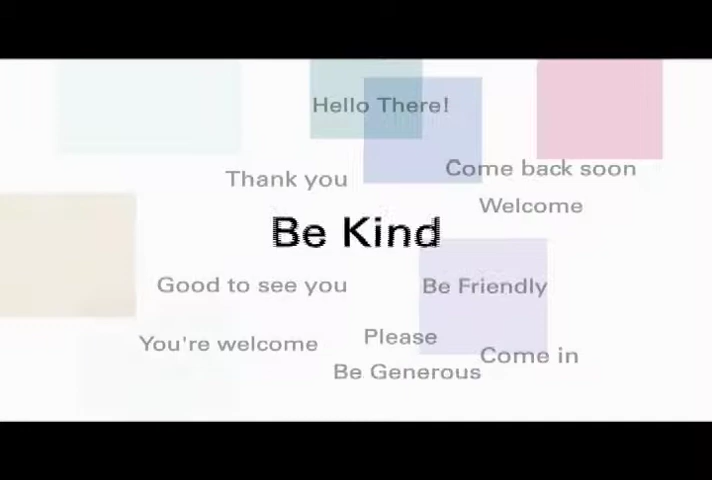 Hello There!
Come back soon
Thank you
Welcome
Be Kind
Good to see you
Be Friendly
Please
You're welcome
Come in
Be Generous